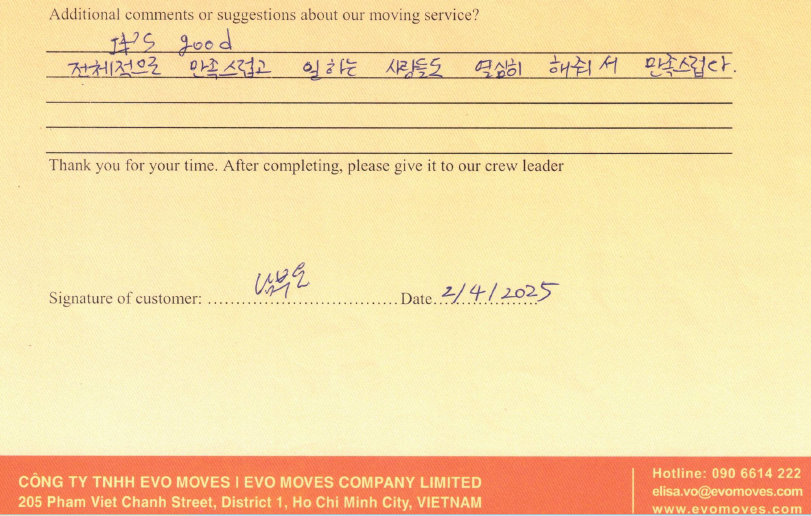 Additional comments or suggestions about our moving service?
It's good
전체적으로 만족스럽고 일하는 사람들도 열심히 해줘서 만족스럽다.
Thank you for your time. After completing, please give it to our crew leader
Signature of customer: Date 2/4/2025
CÔNG TY TNHH EVO MOVES | EVO MOVES COMPANY LIMITED
205 Pham Viet Chanh Street, District 1, Ho Chi Minh City, VIETNAM
Hotline: 090 6614 222
elisa.vo@evomoves.com
www.evomoves.com